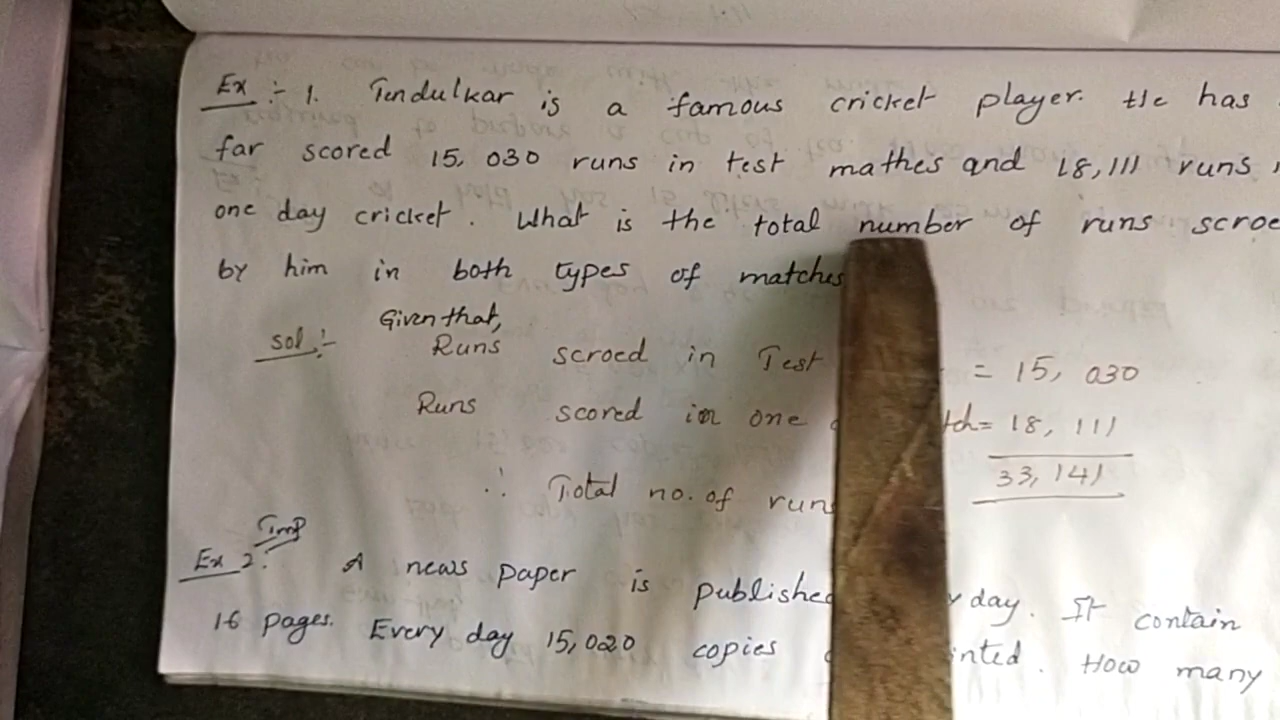 Ex :- 1. Tendulkar is a famous cricket player. He has
far scored 15,030 runs in test mathes and 18,111 runs
one day cricket. What is the total number of runs scroe
by him in both types of matches
sol :- Given that,
Runs scroed in Test = 15,030
Runs scored in one tch= 18,111
∴ Total no. of runs 33,141
Ex 2. Imp A news paper is published y day. It contain
16 pages. Every day 15,020 copies inted. How many